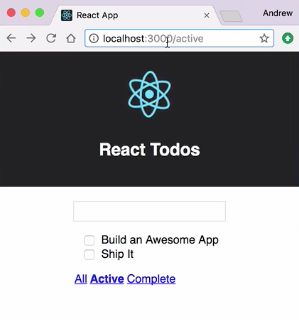 React App
Andrew
localhost:3000/active
React Todos
Build an Awesome App
Ship It
All Active Complete